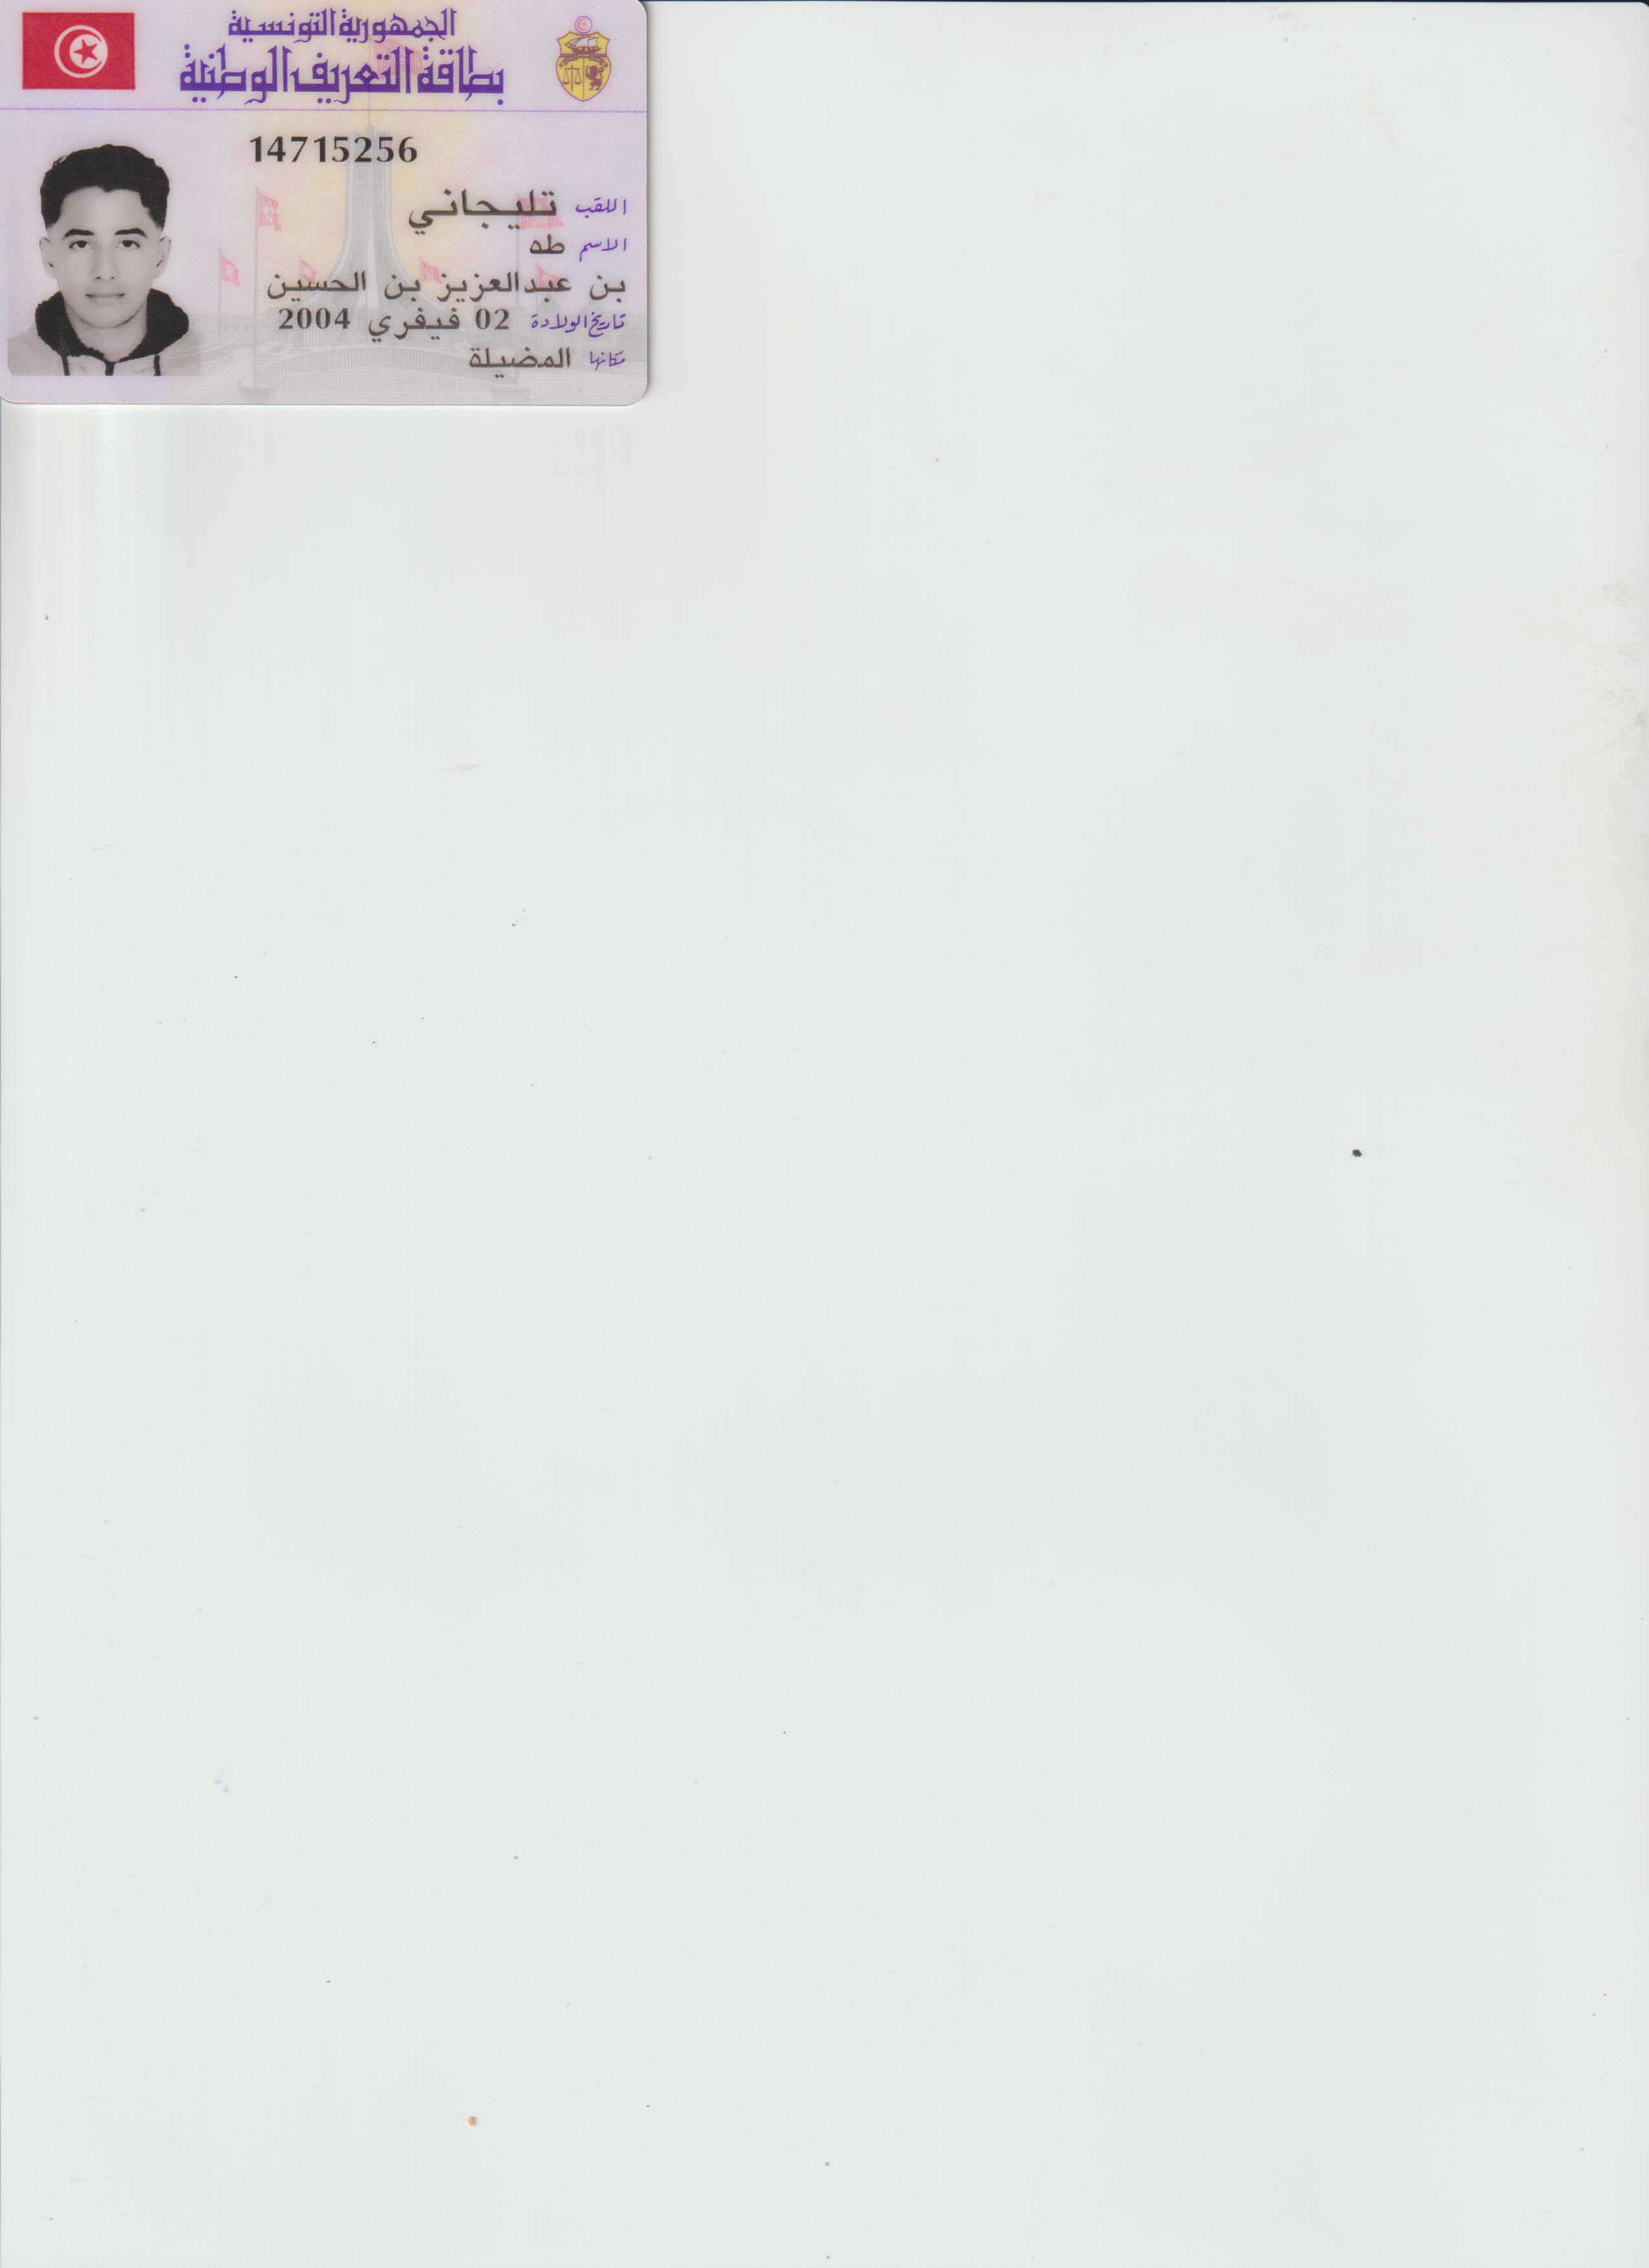 الجمهورية التونسية
بطاقة التعريف الوطنية
14715256
اللقب تليجاني
الاسم طه
بن عبدالعزيز بن الحسين
تاريخ الولادة 02 فيفري 2004
مكانها المضيلة